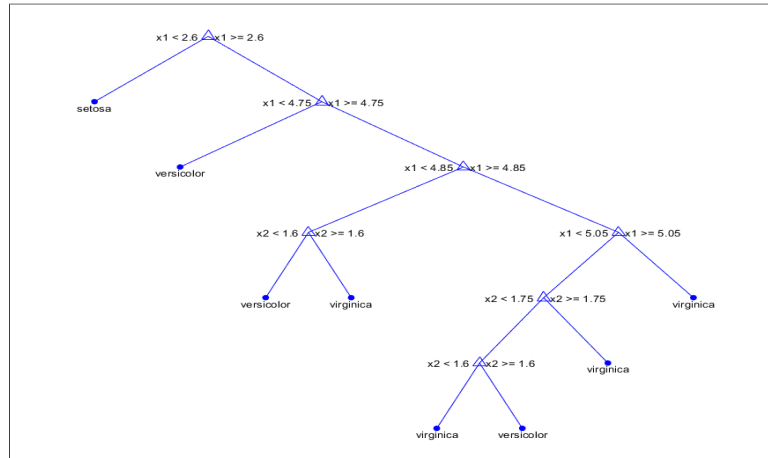 x1 < 2.6 x1 >= 2.6
setosa
x1 < 4.75 x1 >= 4.75
versicolor
x1 < 4.85 x1 >= 4.85
x2 < 1.6 x2 >= 1.6
x1 < 5.05 x1 >= 5.05
versicolor
virginica
x2 < 1.75 x2 >= 1.75
virginica
x2 < 1.6 x2 >= 1.6
virginica
virginica
versicolor